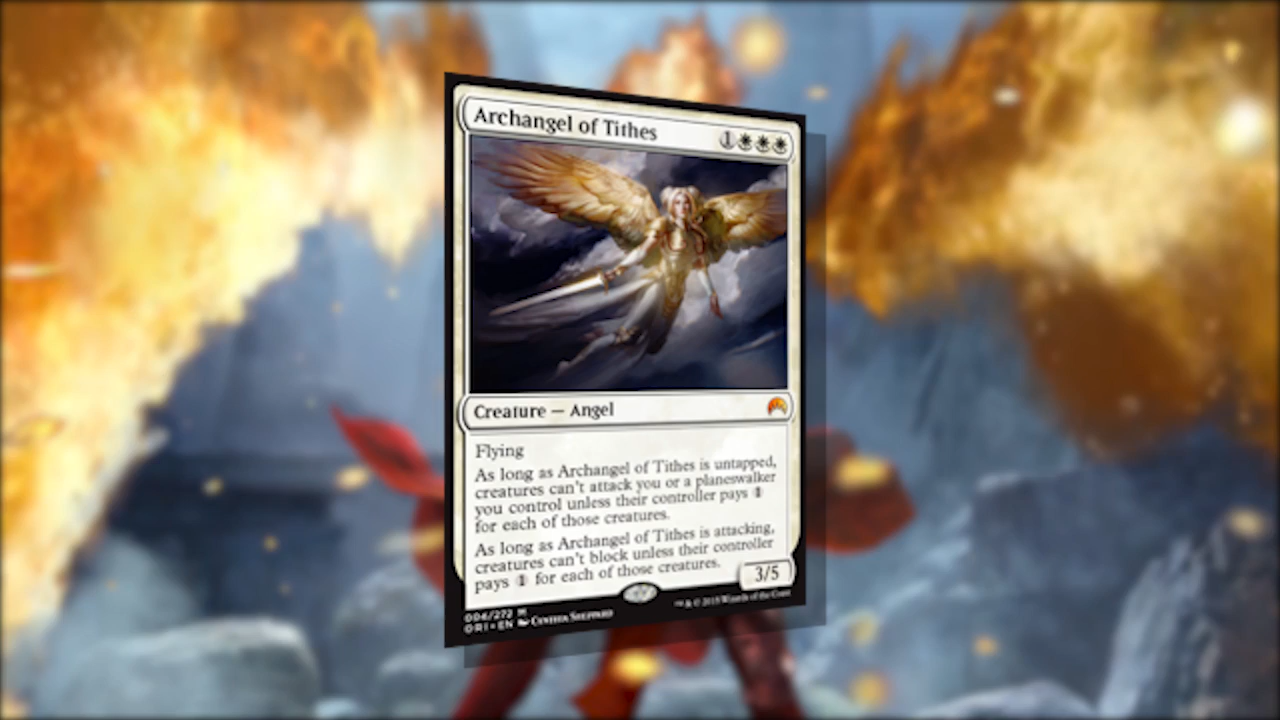 Archangel of Tithes 1
Creature — Angel
Flying
As long as Archangel of Tithes is untapped,
creatures can't attack you or a planeswalker
you control unless their controller pays 1
for each of those creatures.
As long as Archangel of Tithes is attacking,
creatures can't block unless their controller
pays 1 for each of those creatures.
3/5
004/272 M
ORI • EN Cynthia Sheppard
™ & © 2015 Wizards of the Coast